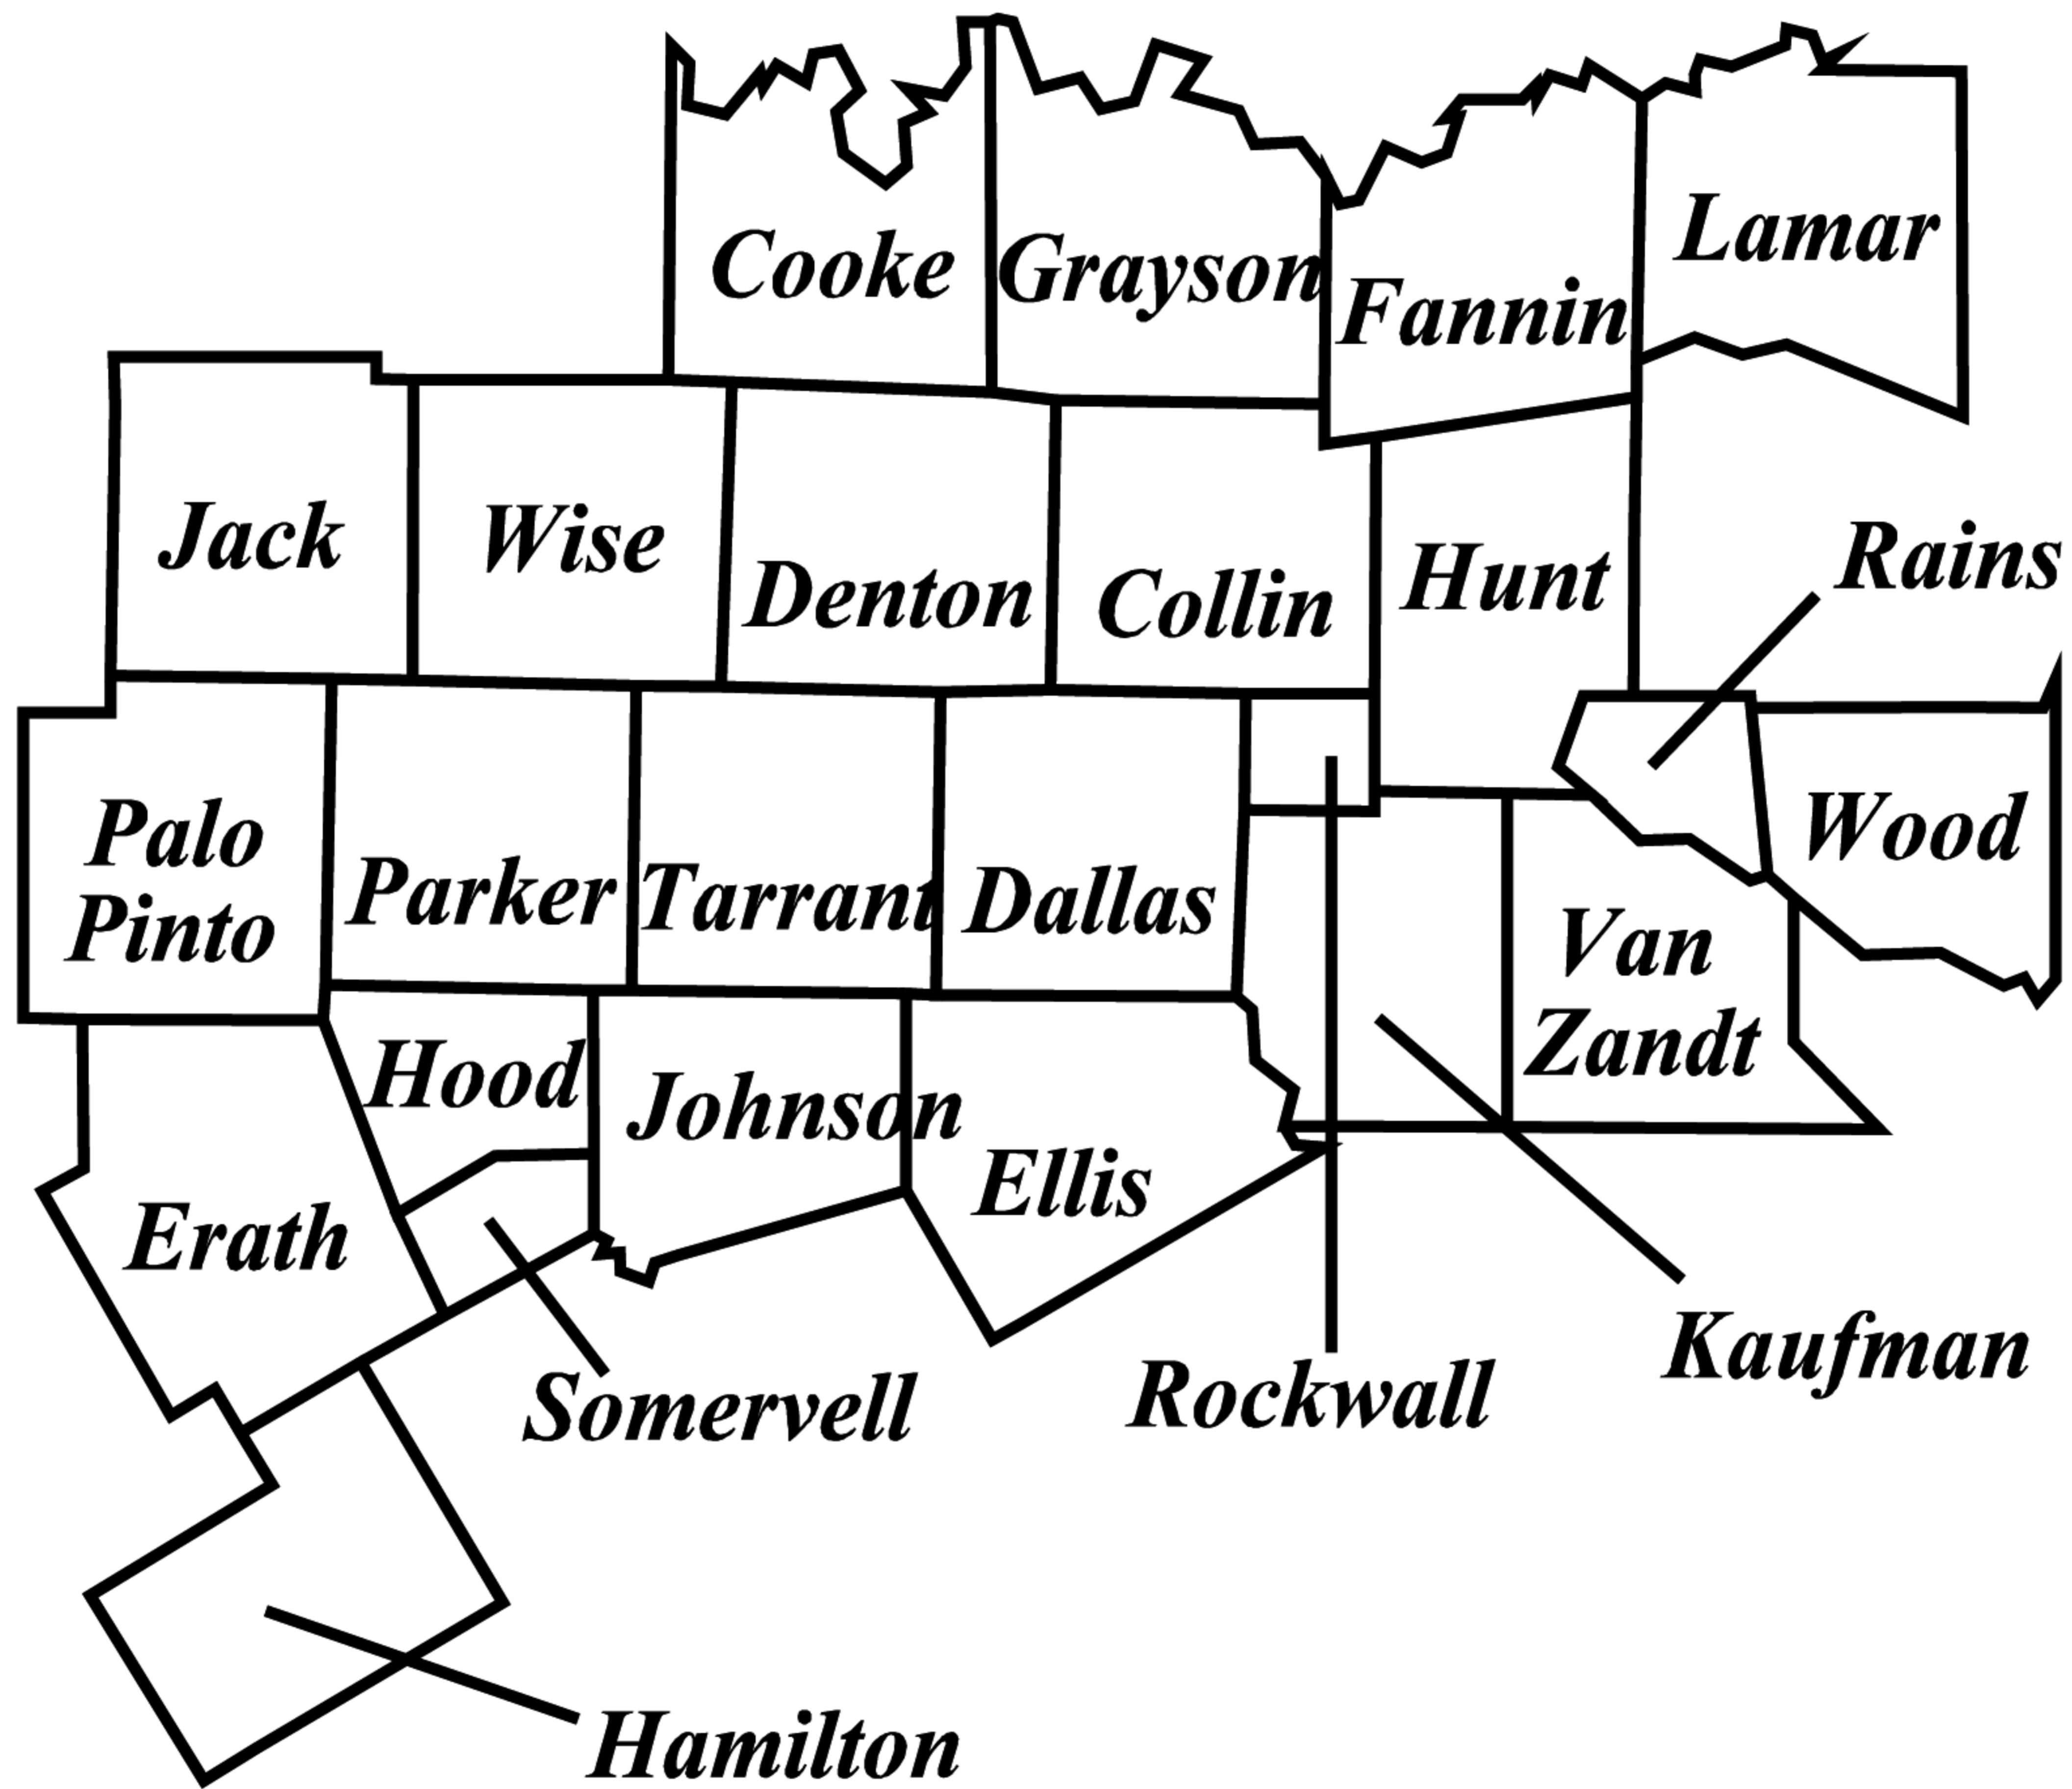 Lamar
Cooke
Grayson
Fannin
Jack
Wise
Denton
Collin
Hunt
Rains
Palo
Pinto
Parker
Tarrant
Dallas
Wood
Van
Zandt
Hood
Johnson
Ellis
Erath
Somervell
Rockwall
Kaufman
Hamilton